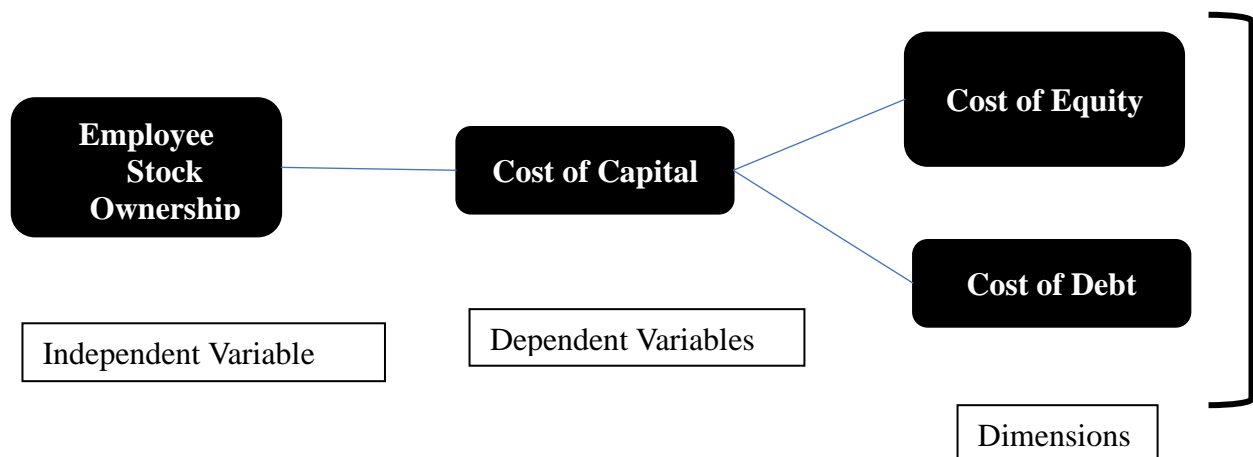 Employee
Stock
Ownership
Cost of Capital
Cost of Equity
Cost of Debt
Independent Variable
Dependent Variables
Dimensions